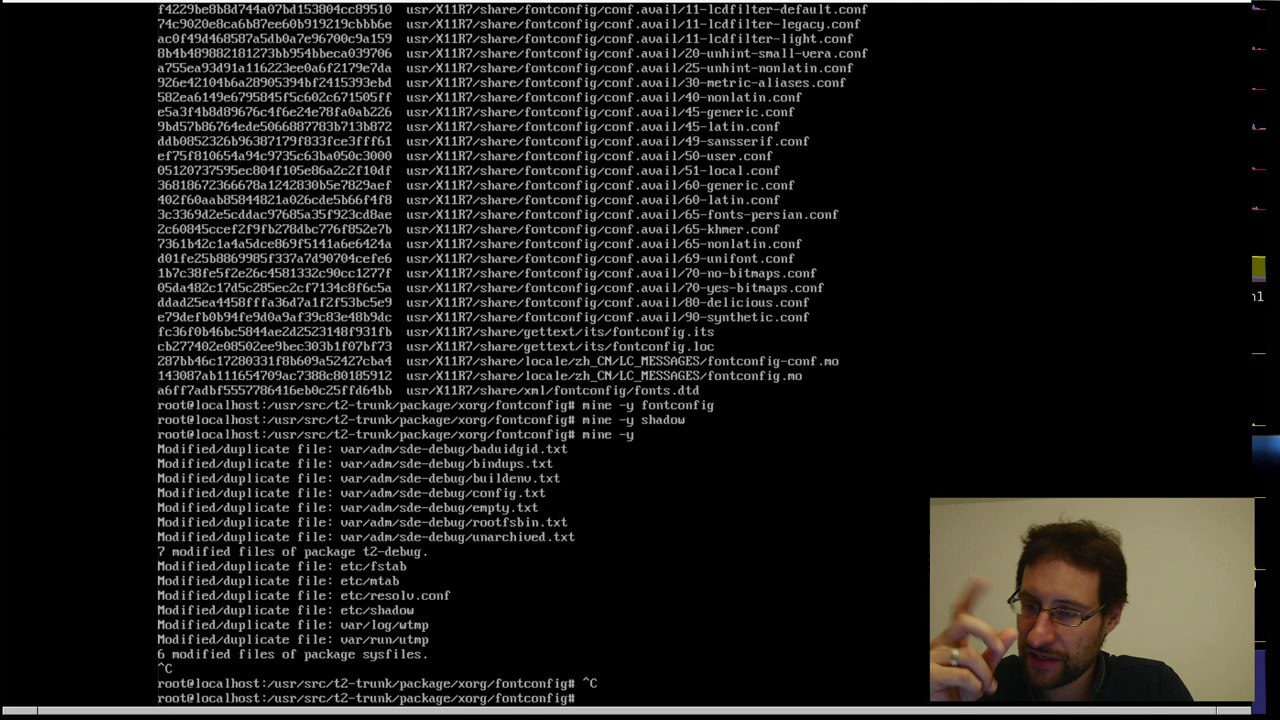 f4229be8b8d744a07bd153804cc89510  usr/X11R7/share/fontconfig/conf.avail/11-lcdfilter-default.conf
74c9020e8ca6b87ee60b919219cbbb6e  usr/X11R7/share/fontconfig/conf.avail/11-lcdfilter-legacy.conf
ac0f49d468587a5db0a7e96700c9a159  usr/X11R7/share/fontconfig/conf.avail/11-lcdfilter-light.conf
8b4b489882181273bb954bbeca039706  usr/X11R7/share/fontconfig/conf.avail/20-unhint-small-vera.conf
a755ea93d91a116223ee0a6f2179e7da  usr/X11R7/share/fontconfig/conf.avail/25-unhint-nonlatin.conf
926e42104b6a28905394bf2415393ebd  usr/X11R7/share/fontconfig/conf.avail/30-metric-aliases.conf
582ea6149e6795845f5c602c671505ff  usr/X11R7/share/fontconfig/conf.avail/40-nonlatin.conf
e5a3f4b8d89676c4f6e24e78fa0ab226  usr/X11R7/share/fontconfig/conf.avail/45-generic.conf
9bd57b86764ede5066887783b713b872  usr/X11R7/share/fontconfig/conf.avail/45-latin.conf
ddb0852326b96387179f833fce3fff61  usr/X11R7/share/fontconfig/conf.avail/49-sansserif.conf
ef75f810654a94c9735c63ba050c3000  usr/X11R7/share/fontconfig/conf.avail/50-user.conf
05120737595ec804f105e86a2c2f10df  usr/X11R7/share/fontconfig/conf.avail/51-local.conf
36818672366678a1242830b5e7829aef  usr/X11R7/share/fontconfig/conf.avail/60-generic.conf
402f60aab85844821a026cde5b66f4f8  usr/X11R7/share/fontconfig/conf.avail/60-latin.conf
3c3369d2e5cddac97685a35f923cd8ae  usr/X11R7/share/fontconfig/conf.avail/65-fonts-persian.conf
2c60845ccef2f9fb278dbc776f852e7b  usr/X11R7/share/fontconfig/conf.avail/65-khmer.conf
7361b42c1a4a5dce869f5141a6e6424a  usr/X11R7/share/fontconfig/conf.avail/65-nonlatin.conf
d01fe25b8869985f337a790704cefe6  usr/X11R7/share/fontconfig/conf.avail/69-unifont.conf
1b7c38fe5f2e26c4581332c90cc1277f  usr/X11R7/share/fontconfig/conf.avail/70-no-bitmaps.conf
05da482c17d5c285ec2cf7134c8f6c5a  usr/X11R7/share/fontconfig/conf.avail/70-yes-bitmaps.conf
ddad25ea4458fffa36d7a1f2f53bc5e9  usr/X11R7/share/fontconfig/conf.avail/80-delicious.conf
e79defb0b94fe9d0a9af39c83e48b9dc  usr/X11R7/share/fontconfig/conf.avail/90-synthetic.conf
fc36f0b46bc5844ae2d2523148f931fb  usr/X11R7/share/gettext/its/fontconfig.its
cb277402e08502ee9bec303b1f07bf73  usr/X11R7/share/gettext/its/fontconfig.loc
287bb46c17280331f8b609a52427cba4  usr/X11R7/share/locale/zh_CN/LC_MESSAGES/fontconfig-conf.mo
143087ab111654709ac7388c80185912  usr/X11R7/share/locale/zh_CN/LC_MESSAGES/fontconfig.mo
a6ff7adbf5557786416eb0c25ffd64bb  usr/X11R7/share/xml/fontconfig/fonts.dtd
root@localhost:/usr/src/t2-trunk/package/xorg/fontconfig# mine -y fontconfig
root@localhost:/usr/src/t2-trunk/package/xorg/fontconfig# mine -y shadow
root@localhost:/usr/src/t2-trunk/package/xorg/fontconfig# mine -y
Modified/duplicate file: var/adm/sde-debug/baduidgid.txt
Modified/duplicate file: var/adm/sde-debug/bindups.txt
Modified/duplicate file: var/adm/sde-debug/buildenv.txt
Modified/duplicate file: var/adm/sde-debug/config.txt
Modified/duplicate file: var/adm/sde-debug/empty.txt
Modified/duplicate file: var/adm/sde-debug/rootfsbin.txt
Modified/duplicate file: var/adm/sde-debug/unarchived.txt
7 modified files of package t2-debug.
Modified/duplicate file: etc/fstab
Modified/duplicate file: etc/mtab
Modified/duplicate file: etc/resolv.conf
Modified/duplicate file: etc/shadow
Modified/duplicate file: var/log/wtmp
Modified/duplicate file: var/run/utmp
6 modified files of package sysfiles.
^C
root@localhost:/usr/src/t2-trunk/package/xorg/fontconfig# ^C
root@localhost:/usr/src/t2-trunk/package/xorg/fontconfig#